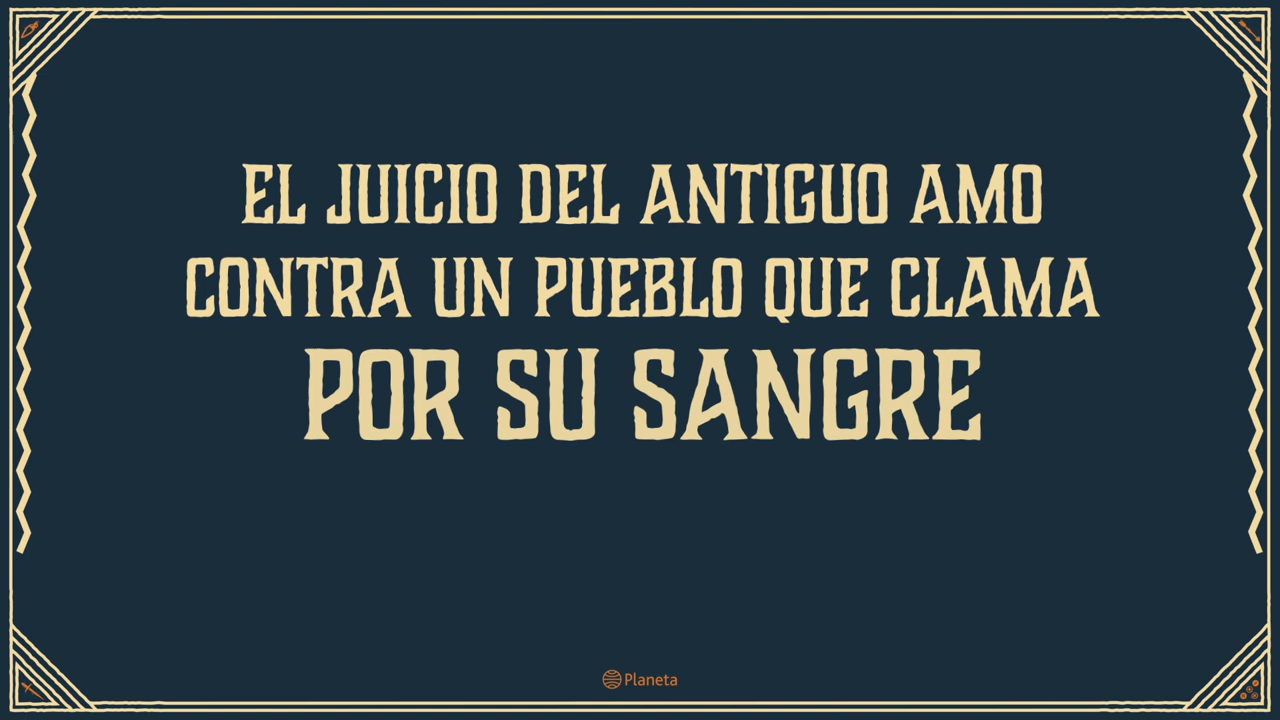 EL JUICIO DEL ANTIGUO AMO
CONTRA UN PUEBLO QUE CLAMA
POR SU SANGRE
Planeta